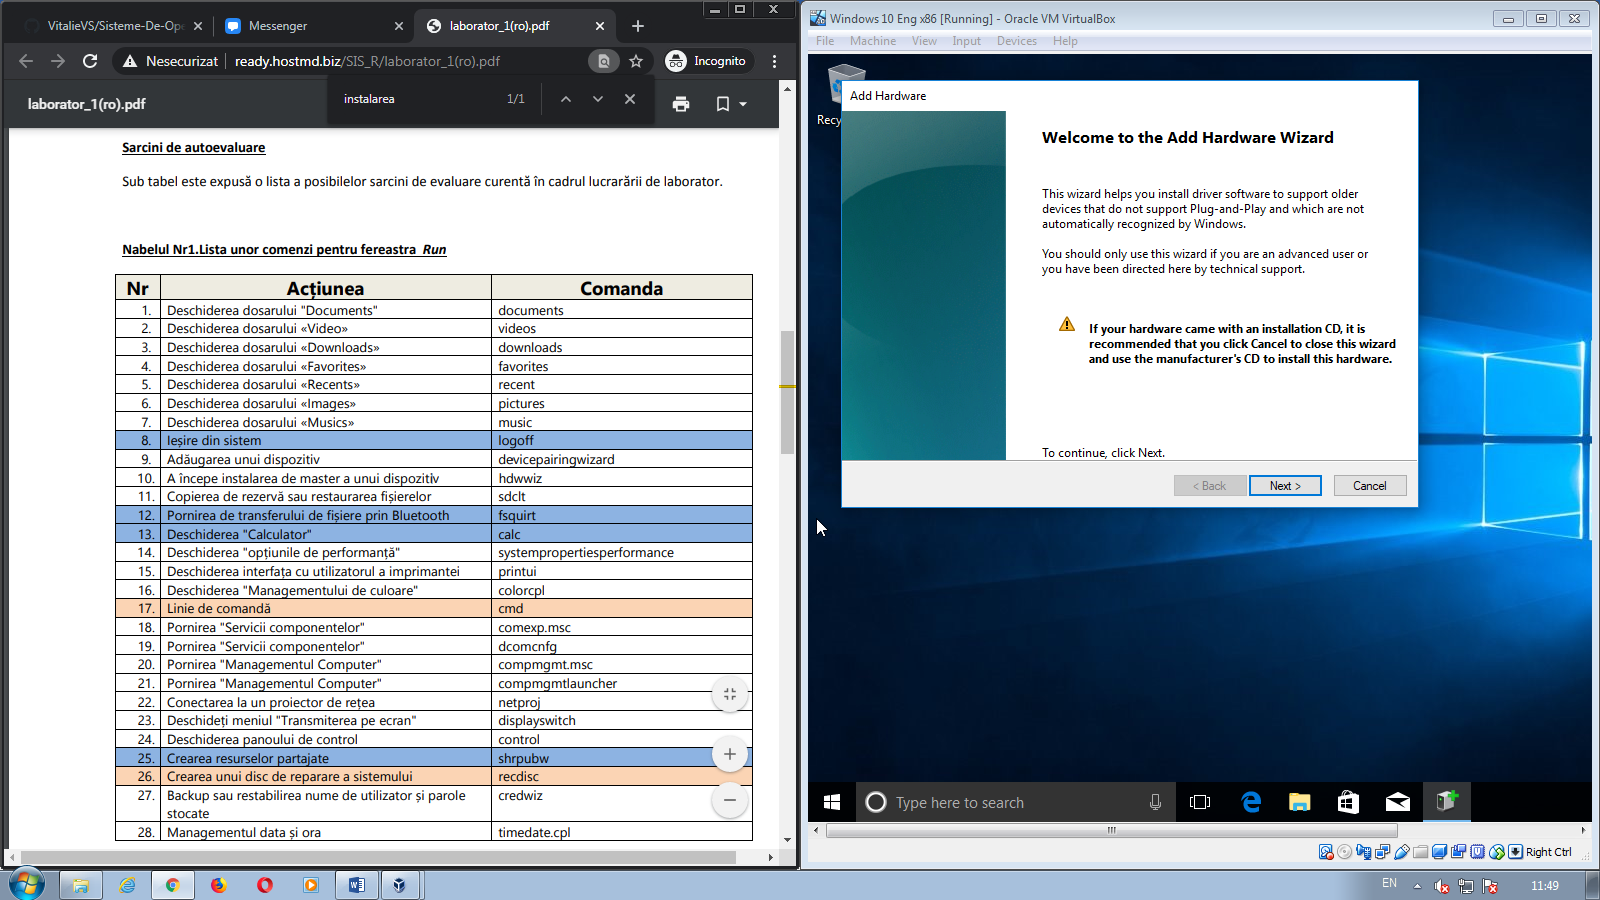 VitalieVS/Sisteme-De-Ope
Messenger
laborator_1(ro).pdf
Nesecurizat
ready.hostmd.biz/SIS_R/laborator_1(ro).pdf
Incognito
laborator_1(ro).pdf
instalarea
1/1
Sarcini de autoevaluare
Sub tabel este expusă o lista a posibilelor sarcini de evaluare curentă în cadrul lucrarării de laborator.
Nabelul Nr1.Lista unor comenzi pentru fereastra Run
Nr Acțiunea Comanda
1. Deschiderea dosarului "Documents" documents
2. Deschiderea dosarului «Video» videos
3. Deschiderea dosarului «Downloads» downloads
4. Deschiderea dosarului «Favorites» favorites
5. Deschiderea dosarului «Recents» recent
6. Deschiderea dosarului «Images» pictures
7. Deschiderea dosarului «Musics» music
8. Ieșire din sistem logoff
9. Adăugarea unui dispozitiv devicepairingwizard
10. A începe instalarea de master a unui dispozitiv hdwwiz
11. Copierea de rezervă sau restaurarea fișierelor sdclt
12. Pornirea de transferului de fișiere prin Bluetooth fsquirt
13. Deschiderea "Calculator" calc
14. Deschiderea "opțiunile de performanță" systempropertiesperformance
15. Deschiderea interfața cu utilizatorul a imprimantei printui
16. Deschiderea "Managementului de culoare" colorcpl
17. Linie de comandă cmd
18. Pornirea "Servicii componentelor" comexp.msc
19. Pornirea "Servicii componentelor" dcomcnfg
20. Pornirea "Managementul Computer" compmgmt.msc
21. Pornirea "Managementul Computer" compmgmtlauncher
22. Conectarea la un proiector de rețea netproj
23. Deschideți meniul "Transmiterea pe ecran" displayswitch
24. Deschiderea panoului de control control
25. Crearea resurselor partajate shrpubw
26. Crearea unui disc de reparare a sistemului recdisc
27. Backup sau restabilirea nume de utilizator și parole credwiz
stocate
28. Managementul data și ora timedate.cpl
Windows 10 Eng x86 [Running] - Oracle VM VirtualBox
File Machine View Input Devices Help
Recy
Add Hardware
Welcome to the Add Hardware Wizard
This wizard helps you install driver software to support older
devices that do not support Plug-and-Play and which are not
automatically recognized by Windows.
You should only use this wizard if you are an advanced user or
you have been directed here by technical support.
If your hardware came with an installation CD, it is
recommended that you click Cancel to close this wizard
and use the manufacturer's CD to install this hardware.
To continue, click Next.
< Back Next > Cancel
Type here to search
Right Ctrl
EN
11:49